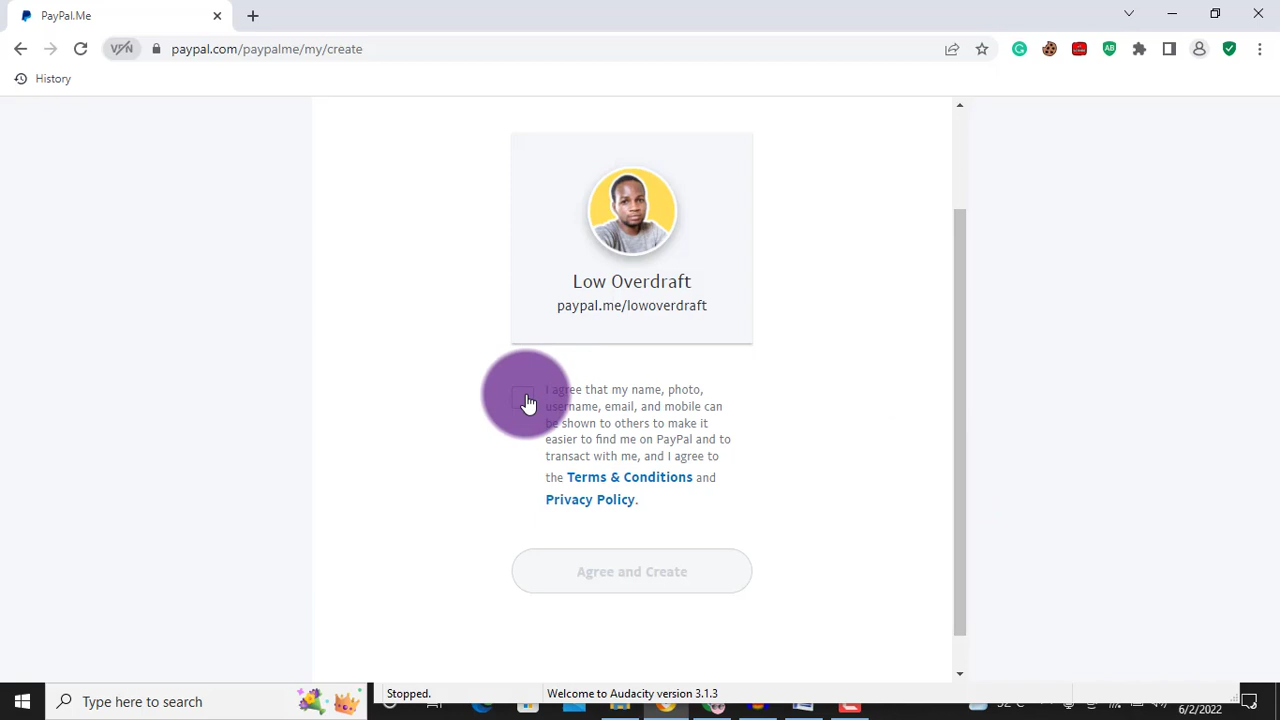 PayPal.Me
VPN
paypal.com/paypalme/my/create
History
Low Overdraft
paypal.me/lowoverdraft
I agree that my name, photo,
username, email, and mobile can
be shown to others to make it
easier to find me on PayPal and to
transact with me, and I agree to
the Terms & Conditions and
Privacy Policy.
Agree and Create
Stopped.
Welcome to Audacity version 3.1.3
Type here to search
6/2/2022